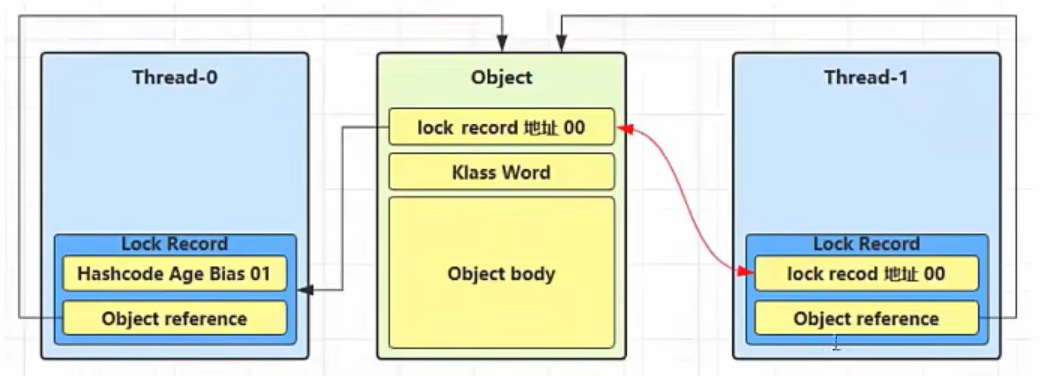 Thread-0
Lock Record
Hashcode Age Bias 01
Object reference
Object
lock record 地址 00
Klass Word
Object body
Thread-1
Lock Record
lock recod 地址 00
Object reference